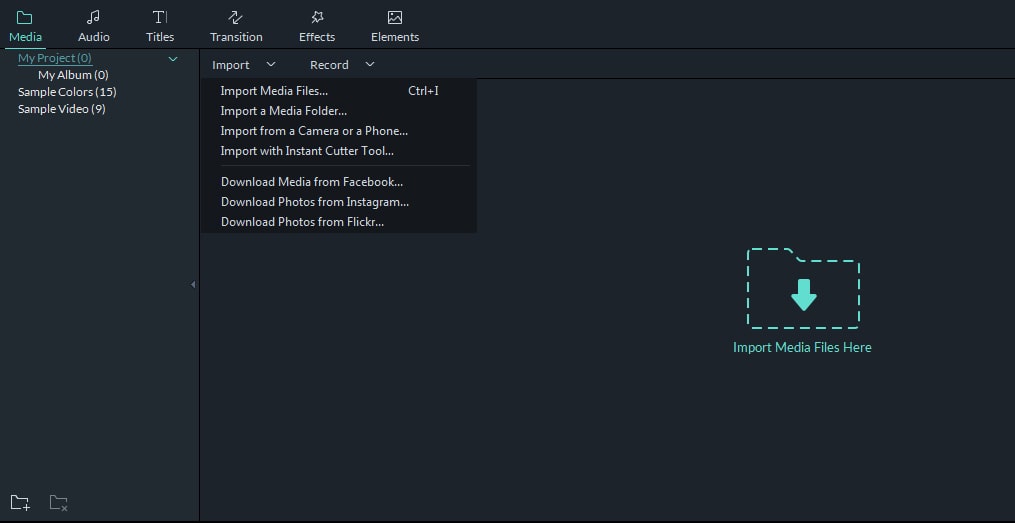 Media Audio Titles Transition Effects Elements
My Project (0)
My Album (0)
Sample Colors (15)
Sample Video (9)
Import Record
Import Media Files... Ctrl+I
Import a Media Folder...
Import from a Camera or a Phone...
Import with Instant Cutter Tool...
Download Media from Facebook...
Download Photos from Instagram...
Download Photos from Flickr...
Import Media Files Here